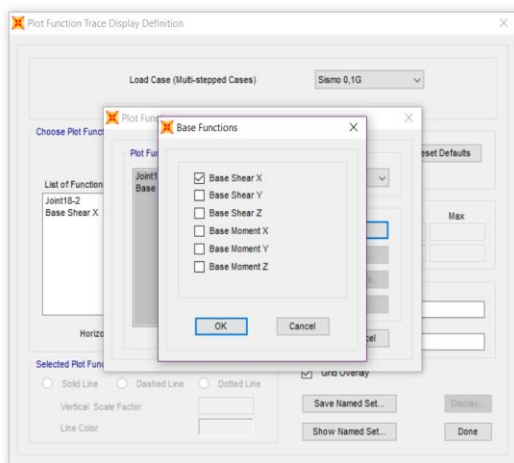 Plot Function Trace Display Definition
Load Case (Multi-stepped Cases)
Sismo 0,1G
Choose Plot Funct
Plot Fun
Base Functions
Plot Fur
eset Defaults
List of Function
Joint18-2
Base Shear X
Joint1
Base
Base Shear X
Base Shear Y
Base Shear Z
Base Moment X
Base Moment Y
Base Moment Z
Max
OK
Cancel
cel
Horizo
Selected Plot Fun
Grid Overlay
Solid Line
Dashed Line
Dotted Line
Vertical Scale Factor
Line Color
Save Named Set...
Display...
Show Named Set...
Done